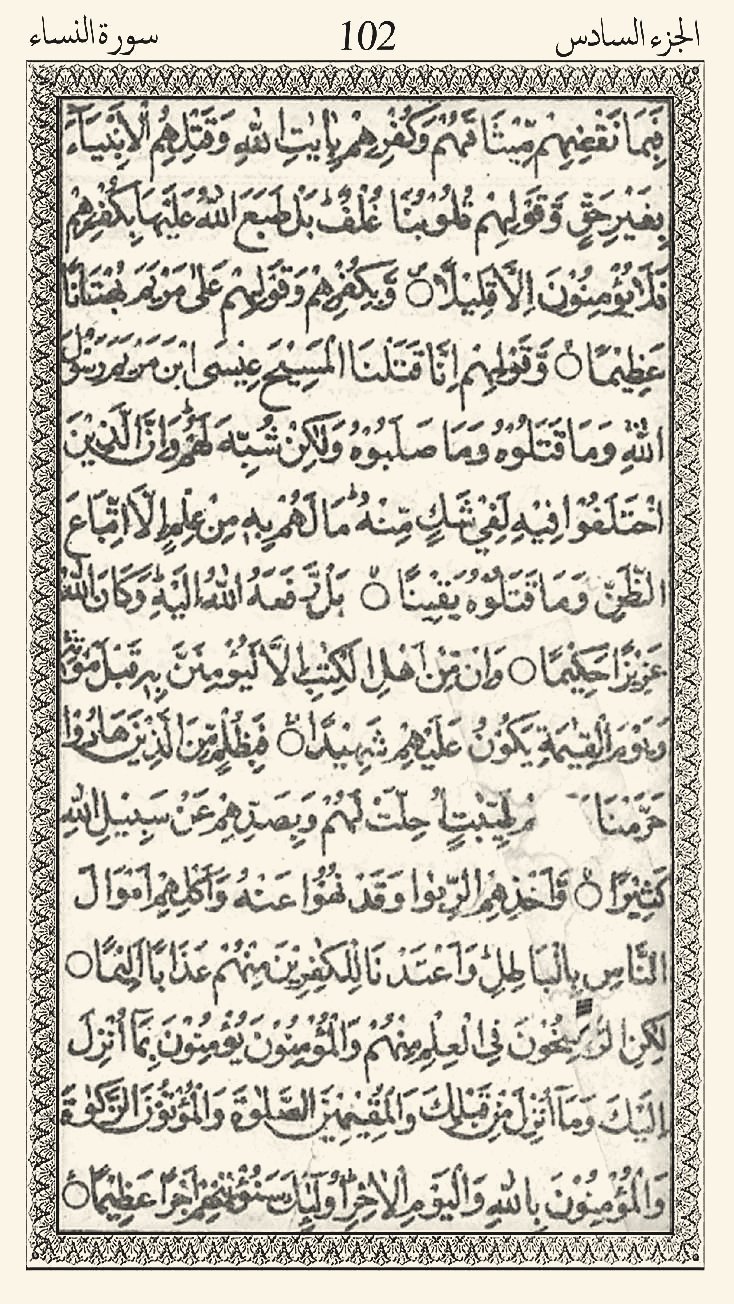 الجزء السادس 102 سورة النساء
فَبِمَا نَقْضِهِمْ مِّيْثَاقَهُمْ وَكُفْرِهِمْ بِاٰيٰتِ اللّٰهِ وَقَتْلِهِمُ الْاَنْۢبِيَآءَ
بِغَيْرِ حَقٍّ وَّقَوْلِهِمْ قُلُوْبُنَا غُلْفٌ ؕ بَلْ طَبَعَ اللّٰهُ عَلَيْهَا بِكُفْرِهِمْ
فَلَا يُؤْمِنُوْنَ اِلَّا قَلِيْلًا ○ وَّبِكُفْرِهِمْ وَقَوْلِهِمْ عَلٰى مَرْيَمَ بُهْتَانًا
عَظِيْمًا ○ وَّقَوْلِهِمْ اِنَّا قَتَلْنَا الْمَسِيْحَ عِيْسَى ابْنَ مَرْيَمَ رَسُوْلَ
اللّٰهِ وَمَا قَتَلُوْهُ وَمَا صَلَبُوْهُ وَلٰكِنْ شُبِّهَ لَهُمْ ؕ وَاِنَّ الَّذِيْنَ
اخْتَلَفُوْا فِيْهِ لَفِيْ شَكٍّ مِّنْهُ ؕ مَا لَهُمْ بِهٖ مِنْ عِلْمٍ اِلَّا اتِّبَاعَ
الظَّنِّ وَمَا قَتَلُوْهُ يَقِيْنًا ○ بَلْ رَّفَعَهُ اللّٰهُ اِلَيْهِ ؕ وَكَانَ اللّٰهُ
عَزِيْزًا حَكِيْمًا ○ وَاِنْ مِّنْ اَهْلِ الْكِتٰبِ اِلَّا لَيُؤْمِنَنَّ بِهٖ قَبْلَ مَوْتِهٖ
وَيَوْمَ الْقِيٰمَةِ يَكُوْنُ عَلَيْهِمْ شَهِيْدًا ○ فَبِظُلْمٍ مِّنَ الَّذِيْنَ هَادُوْا
حَرَّمْنَا طَيِّبٰتٍ اُحِلَّتْ لَهُمْ وَبِصَدِّهِمْ عَنْ سَبِيْلِ اللّٰهِ
كَثِيْرًا ○ وَّاَخْذِهِمُ الرِّبٰوا وَقَدْ نُهُوْا عَنْهُ وَاَكْلِهِمْ اَمْوَالَ
النَّاسِ بِالْبَاطِلِ ؕ وَاَعْتَدْنَا لِلْكٰفِرِيْنَ مِنْهُمْ عَذَابًا اَلِيْمًا ○
لٰكِنِ الرّٰسِخُوْنَ فِي الْعِلْمِ مِنْهُمْ وَالْمُؤْمِنُوْنَ يُؤْمِنُوْنَ بِمَآ اُنْزِلَ
اِلَيْكَ وَمَآ اُنْزِلَ مِنْ قَبْلِكَ وَالْمُقِيْمِيْنَ الصَّلٰوةَ وَالْمُؤْتُوْنَ الزَّكٰوةَ
وَالْمُؤْمِنُوْنَ بِاللّٰهِ وَالْيَوْمِ الْاٰخِرِ ؕ اُولٰٓئِكَ سَنُؤْتِيْهِمْ اَجْرًا عَظِيْمًا ○